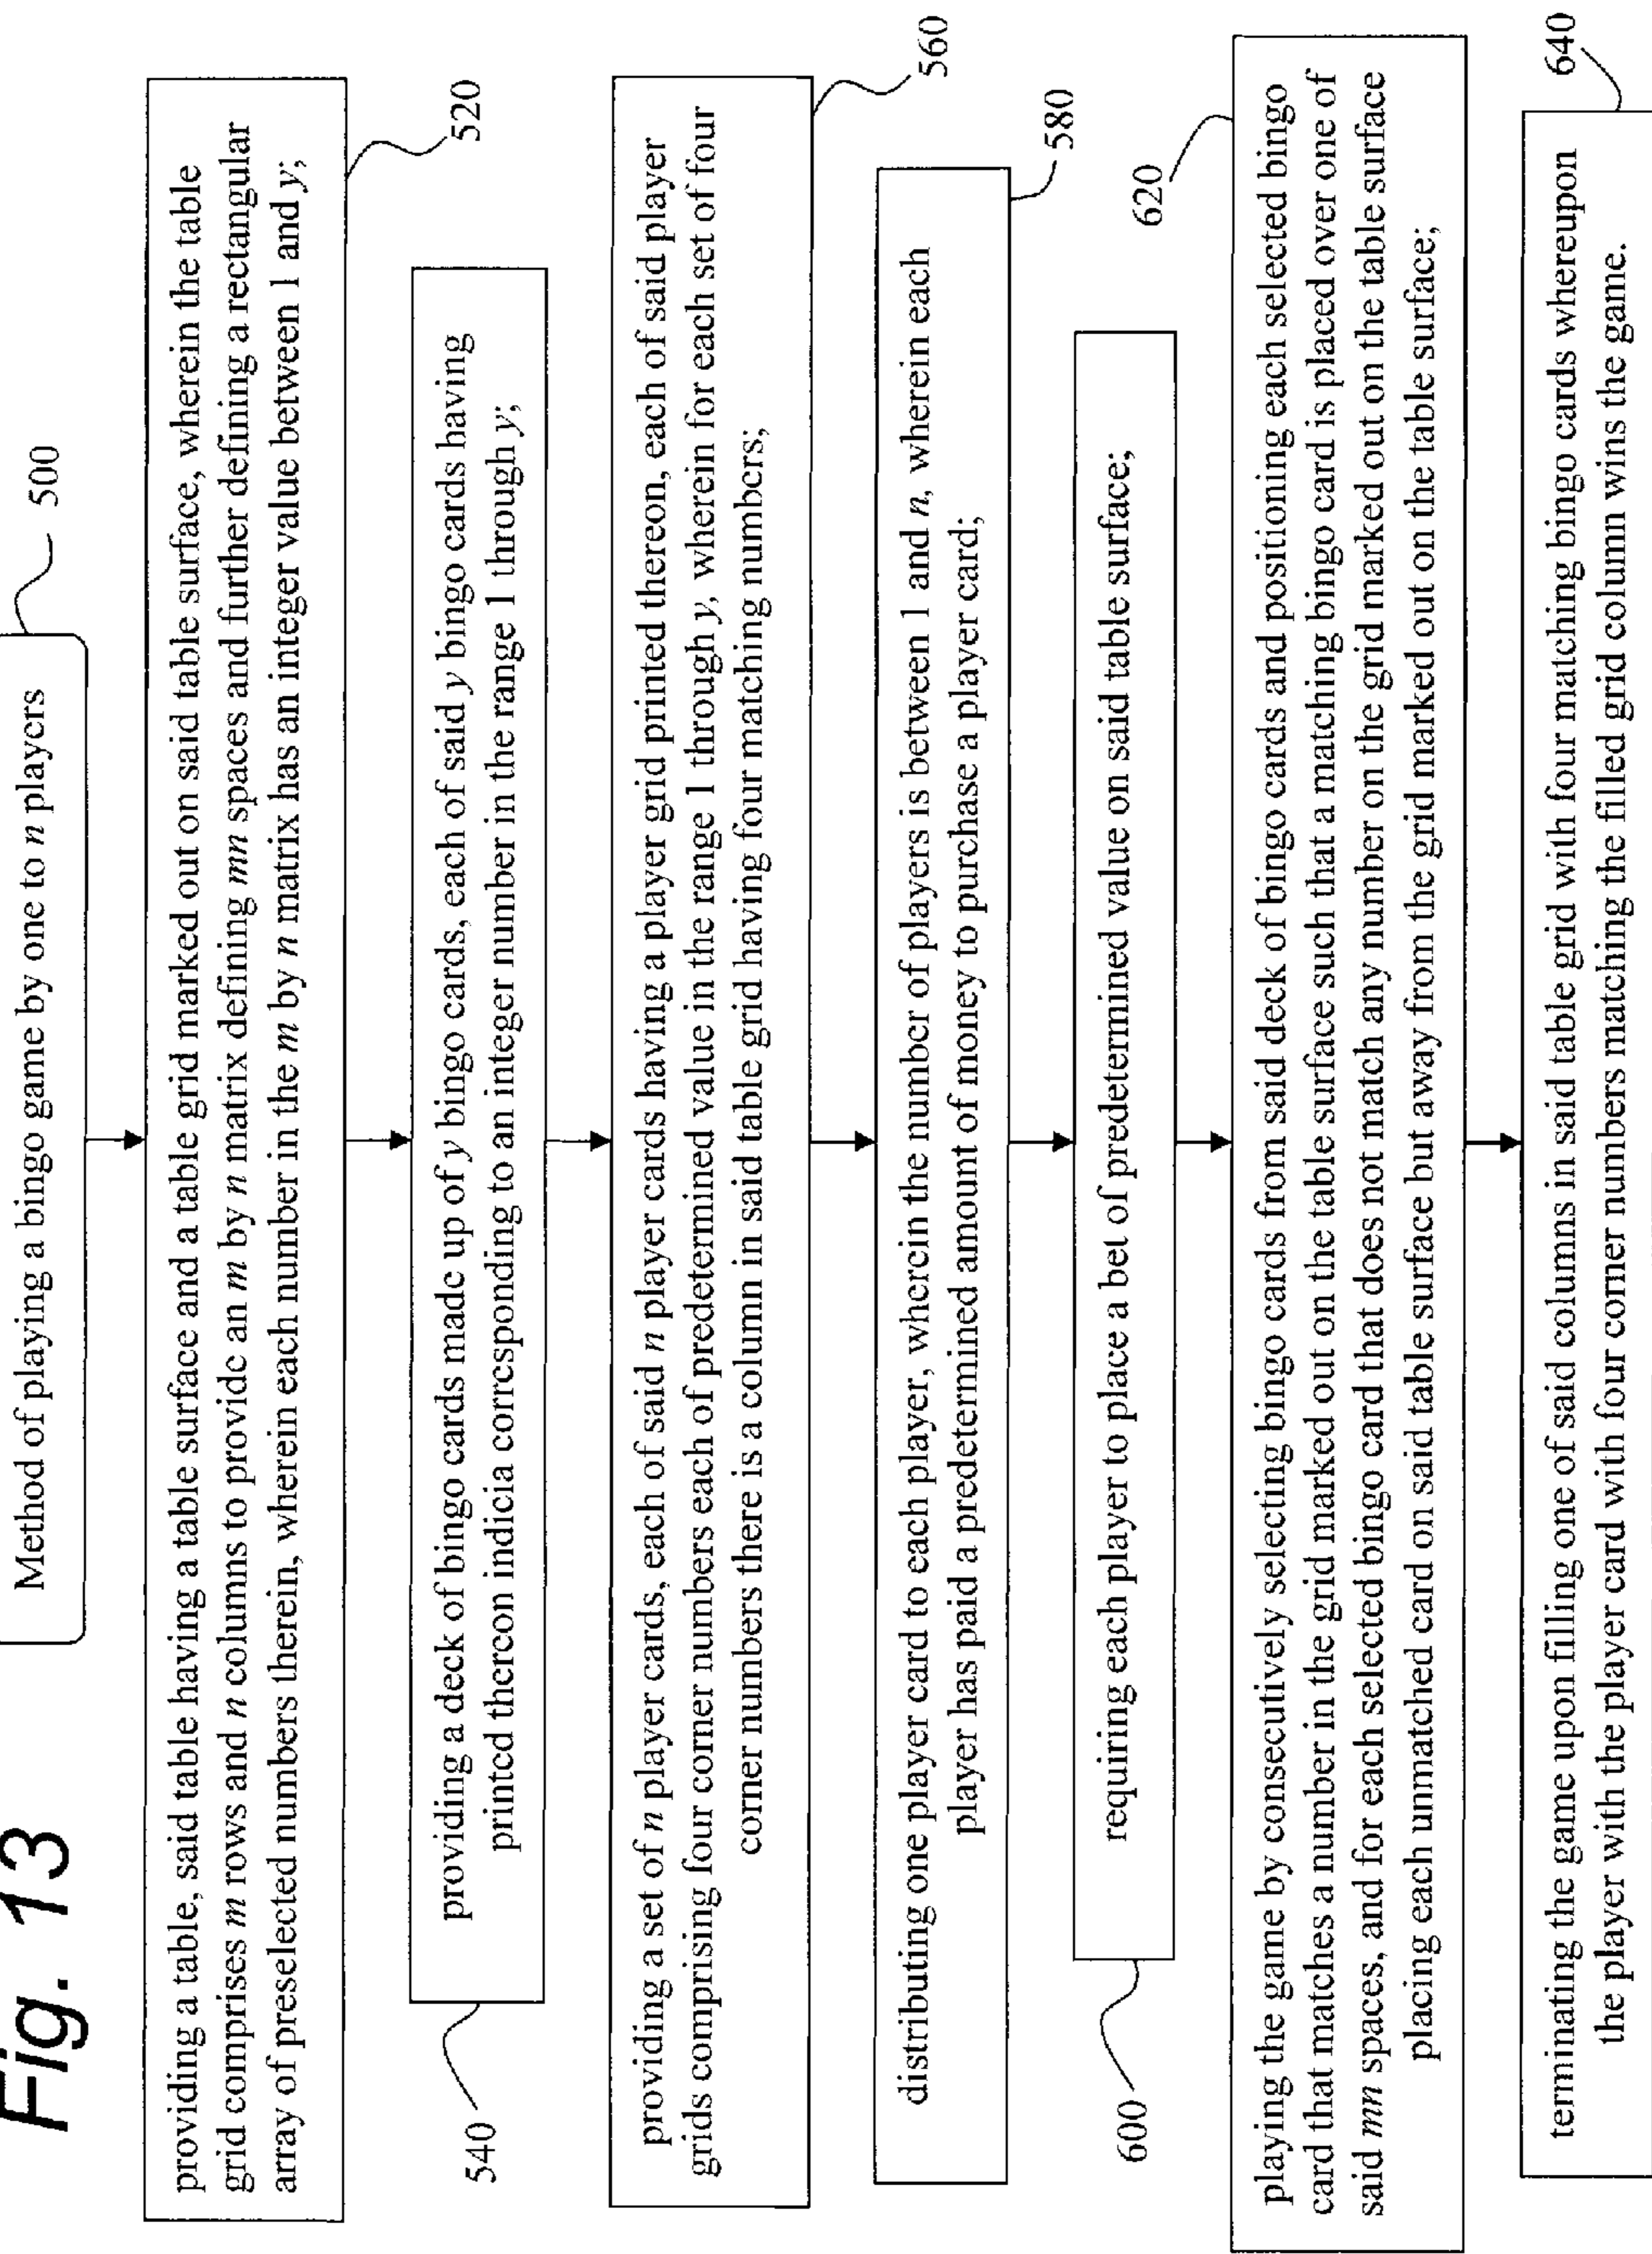 Fig. 13
Method of playing a bingo game by one to n players
500
providing a table, said table having a table surface and a table grid marked out on said table surface, wherein the table
grid comprises m rows and n columns to provide an m by n matrix defining mn spaces and further defining a rectangular
array of preselected numbers therein, wherein each number in the m by n matrix has an integer value between 1 and y;
520
providing a deck of bingo cards made up of y bingo cards, each of said y bingo cards having
printed thereon indicia corresponding to an integer number in the range 1 through y;
540
providing a set of n player cards, each of said n player cards having a player grid printed thereon, each of said player
grids comprising four corner numbers each of predetermined value in the range 1 through y, wherein for each set of four
corner numbers there is a column in said table grid having four matching numbers;
560
distributing one player card to each player, wherein the number of players is between 1 and n, wherein each
player has paid a predetermined amount of money to purchase a player card;
580
requiring each player to place a bet of predetermined value on said table surface;
600
playing the game by consecutively selecting bingo cards from said deck of bingo cards and positioning each selected bingo
card that matches a number in the grid marked out on the table surface such that a matching bingo card is placed over one of
said mn spaces, and for each selected bingo card that does not match any number on the grid marked out on the table surface
placing each unmatched card on said table surface but away from the grid marked out on the table surface;
620
terminating the game upon filling one of said columns in said table grid with four matching bingo cards whereupon
the player with the player card with four corner numbers matching the filled grid column wins the game.
640